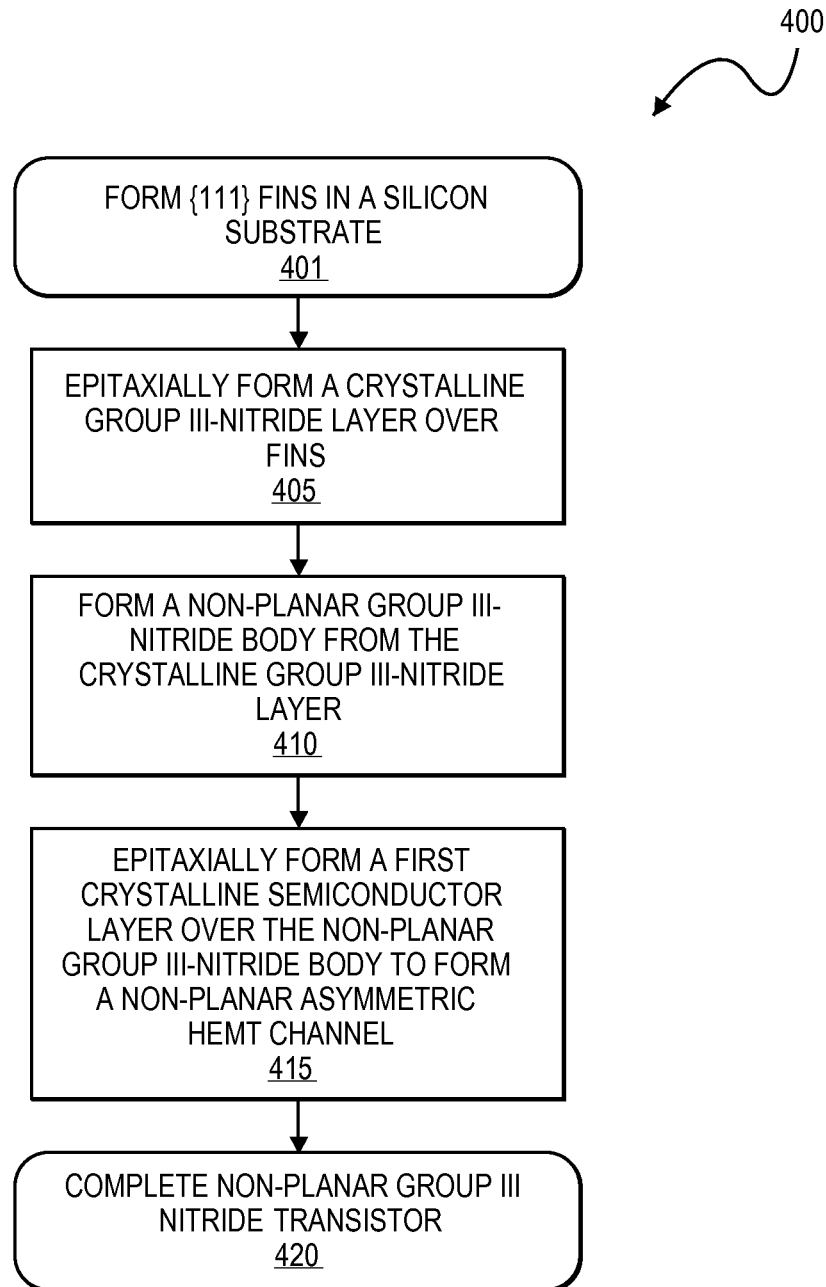 400
FORM {111} FINS IN A SILICON
SUBSTRATE
401
EPITAXIALLY FORM A CRYSTALLINE
GROUP III-NITRIDE LAYER OVER
FINS
405
FORM A NON-PLANAR GROUP III-
NITRIDE BODY FROM THE
CRYSTALLINE GROUP III-NITRIDE
LAYER
410
EPITAXIALLY FORM A FIRST
CRYSTALLINE SEMICONDUCTOR
LAYER OVER THE NON-PLANAR
GROUP III-NITRIDE BODY TO FORM
A NON-PLANAR ASYMMETRIC
HEMT CHANNEL
415
COMPLETE NON-PLANAR GROUP III
NITRIDE TRANSISTOR
420